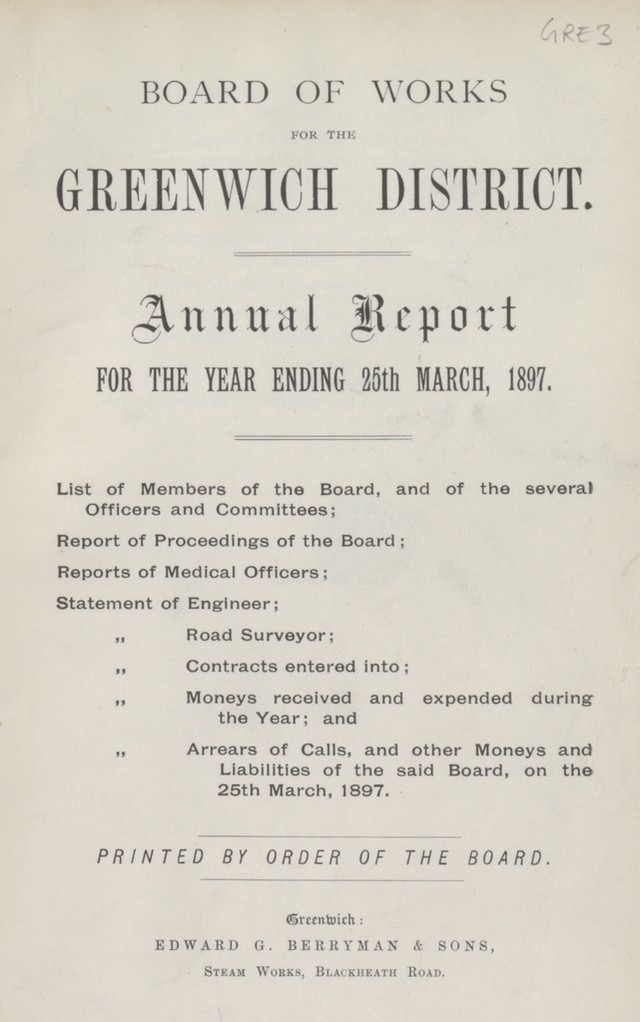 GRE 3
BOARD OF WORKS
FOR THE
GREENWICH DISTRICT.
Annual Report
FOR THE YEAR ENDING 25th MARCH, 1897.
List of Members of the Board, and of the several
Officers and Committees;
Report of Proceedings of the Board;
Reports of Medical Officers;
Statement of Engineer;
„ Road Surveyor;
„ Contracts entered into;
„ Moneys received and expended during
the Year; and
„ Arrears of Calls, and other Moneys and
Liabilities of the said Board, on the
25th March, 1897.
PRINTED BY ORDER OF THE BOARD.
Greenwich:
EDWARD G. BERRYMAN & SONS,
STEAM WORKS, BLACKHEATH ROAD.